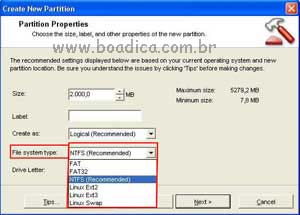 Create New Partition
Partition Properties
Choose the size, label, and other properties of the new partition.
www.boadica.com.br
The recommended settings displayed below are based on your current operating system and new
partition location. Be sure you understand the issues by clicking 'Tips' before making changes.
Size: 2.000,0 MB Maximum size: 5279,2 MB
Minimum size: 7,8 MB
Label:
Create as: Logical (Recommended)
File system type: NTFS (Recommended)
Drive Letter: FAT
FAT32
NTFS (Recommended)
Linux Ext2
Linux Ext3
Linux Swap
Tips... Next > Cancel